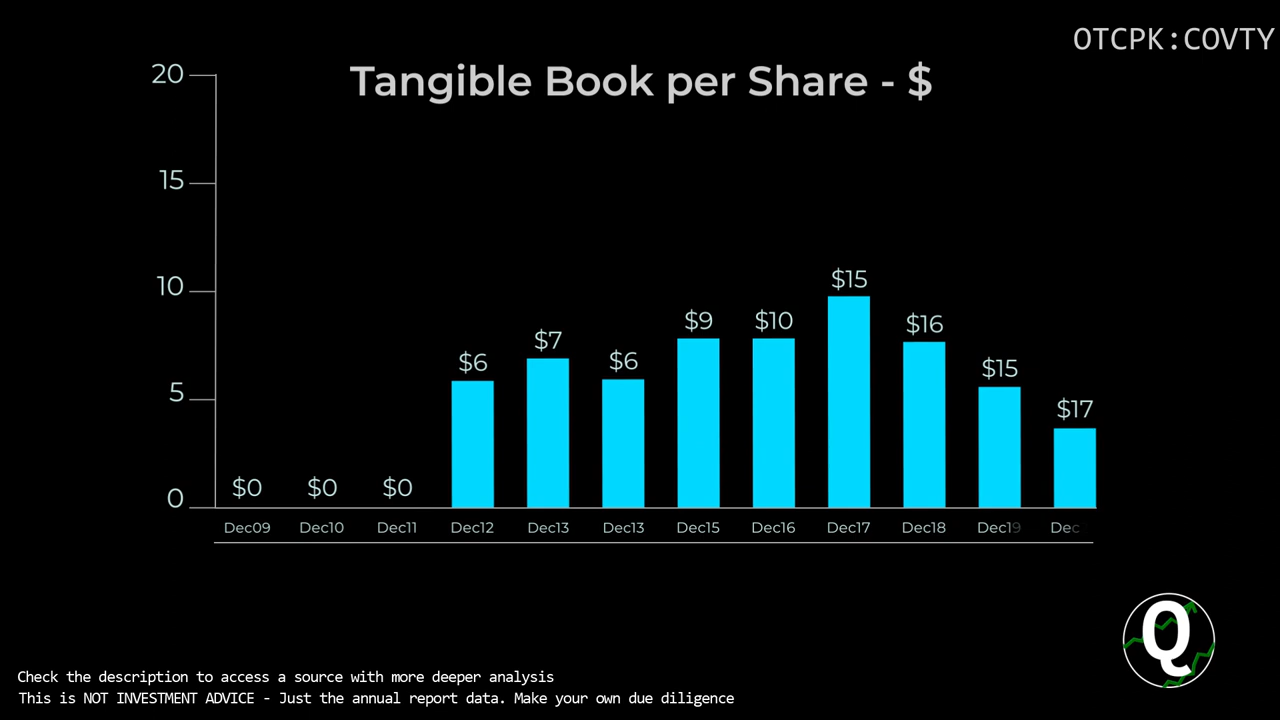 OTCPK:COVTY
Tangible Book per Share - $
20
15
10
5
0
$0 $0 $0 $6 $7 $6 $9 $10 $15 $16 $15 $17
Dec09 Dec10 Dec11 Dec12 Dec13 Dec13 Dec15 Dec16 Dec17 Dec18 Dec19 Dec
Q
Check the description to access a source with more deeper analysis
This is NOT INVESTMENT ADVICE - Just the annual report data. Make your own due diligence